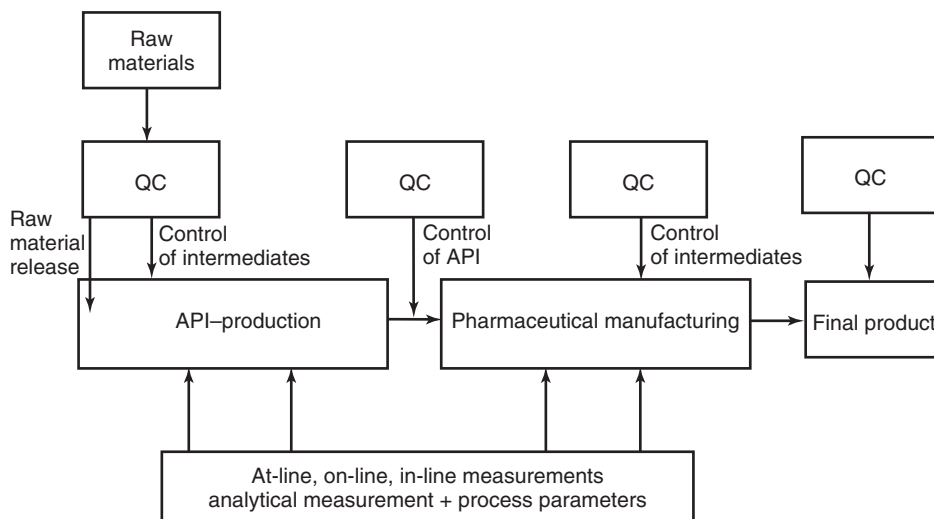 Raw
materials
QC
QC
QC
QC
Raw
material
release
Control
of intermediates
Control
of API
Control
of intermediates
API–production
Pharmaceutical manufacturing
Final product
At-line, on-line, in-line measurements
analytical measurement + process parameters